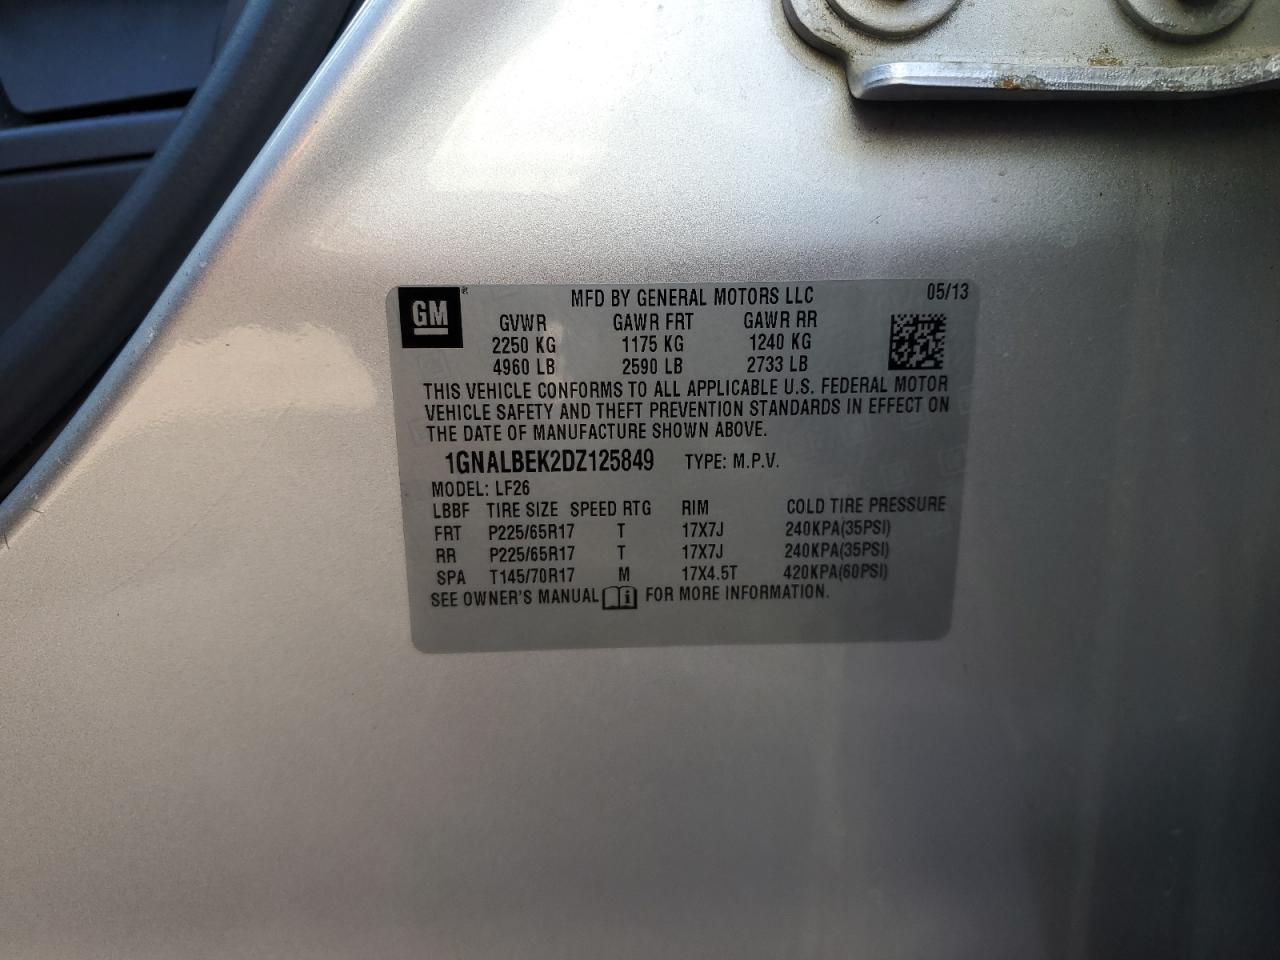 GM® MFD BY GENERAL MOTORS LLC 05/13
GVWR GAWR FRT GAWR RR
2250 KG 1175 KG 1240 KG
4960 LB 2590 LB 2733 LB
THIS VEHICLE CONFORMS TO ALL APPLICABLE U.S. FEDERAL MOTOR
VEHICLE SAFETY AND THEFT PREVENTION STANDARDS IN EFFECT ON
THE DATE OF MANUFACTURE SHOWN ABOVE.
1GNALBEK2DZ125849 TYPE: M.P.V.
MODEL: LF26
LBBF TIRE SIZE SPEED RTG RIM COLD TIRE PRESSURE
FRT P225/65R17 T 17X7J 240KPA(35PSI)
RR P225/65R17 T 17X7J 240KPA(35PSI)
SPA T145/70R17 M 17X4.5T 420KPA(60PSI)
SEE OWNER'S MANUAL i FOR MORE INFORMATION.